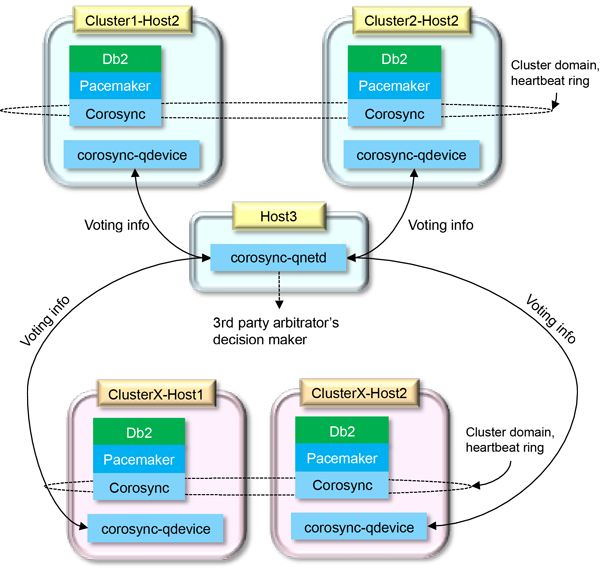 Cluster1-Host2
Db2
Pacemaker
Corosync
corosync-qdevice
Cluster2-Host2
Db2
Pacemaker
Corosync
corosync-qdevice
Cluster domain,
heartbeat ring
Voting info
Voting info
Host3
corosync-qnetd
3rd party arbitrator's
decision maker
Voting info
Voting info
ClusterX-Host1
Db2
Pacemaker
Corosync
corosync-qdevice
ClusterX-Host2
Db2
Pacemaker
Corosync
corosync-qdevice
Cluster domain,
heartbeat ring